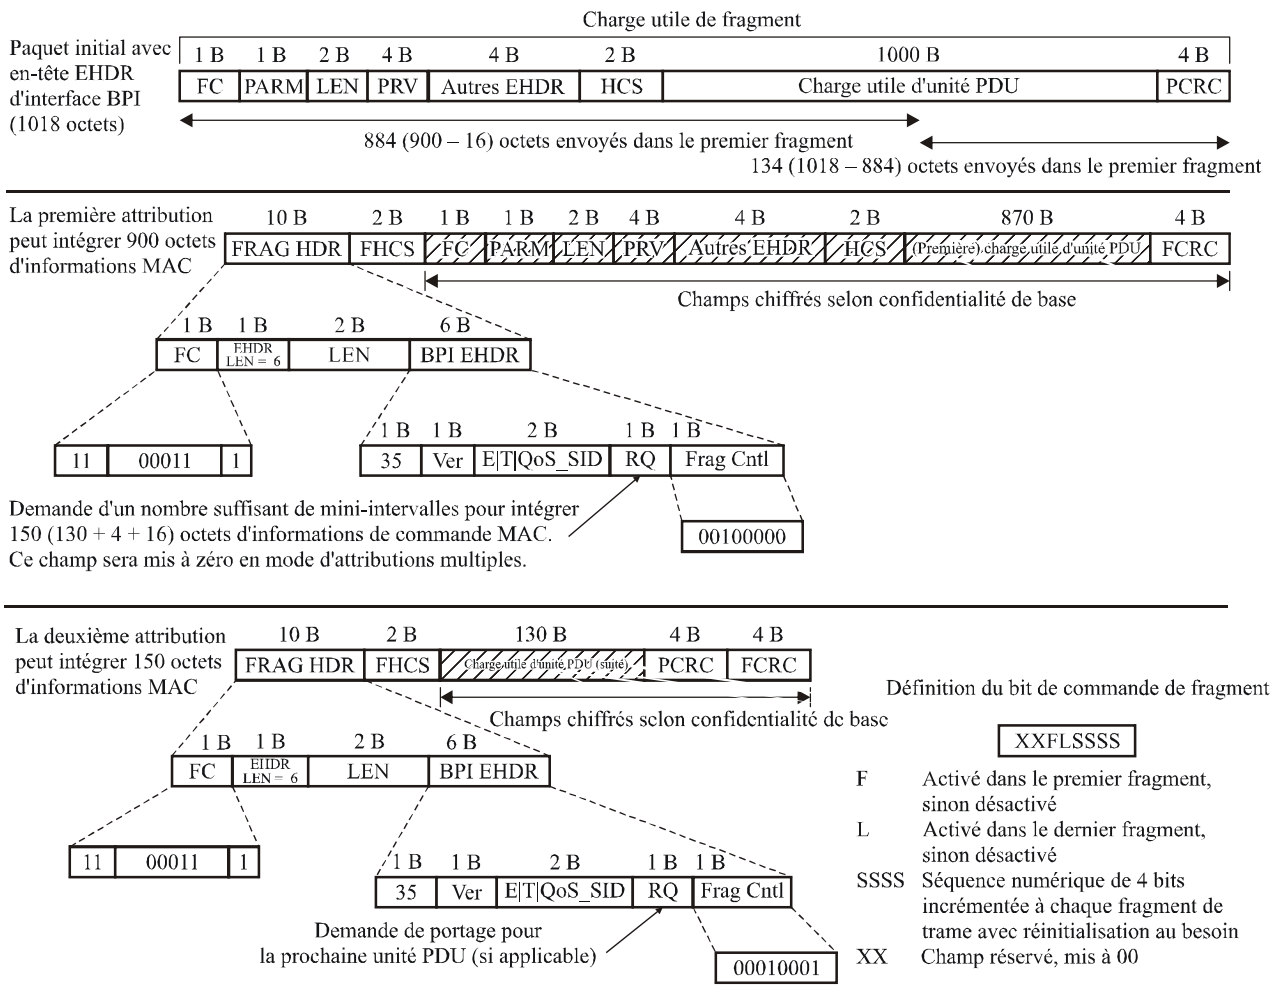 Charge utile de fragment
Paquet initial avec
en-tête EHDR
d'interface BPI
(1018 octets)
1 B 1 B 2 B 4 B 4 B 2 B 1000 B 4 B
FC PARM LEN PRV Autres EHDR HCS Charge utile d'unité PDU PCRC
884 (900 – 16) octets envoyés dans le premier fragment
134 (1018 – 884) octets envoyés dans le premier fragment
La première attribution
peut intégrer 900 octets
d'informations MAC
10 B 2 B 1 B 1 B 2 B 4 B 4 B 2 B 870 B 4 B
FRAG HDR FHCS FC PARM LEN PRV Autres EHDR HCS (Première) charge utile d'unité PDU FCRC
Champs chiffrés selon confidentialité de base
1 B 1 B 2 B 6 B
FC EHDR LEN = 6 LEN BPI EHDR
1 B 1 B 2 B 1 B 1 B
11 00011 1
35 Ver E|T|QoS_SID RQ Frag Cntl
Demande d'un nombre suffisant de mini-intervalles pour intégrer
150 (130 + 4 + 16) octets d'informations de commande MAC.
Ce champ sera mis à zéro en mode d'attributions multiples.
00100000
La deuxième attribution
peut intégrer 150 octets
d'informations MAC
10 B 2 B 130 B 4 B 4 B
FRAG HDR FHCS Charge utile d'unité PDU (suite) PCRC FCRC
Champs chiffrés selon confidentialité de base
1 B 1 B 2 B 6 B
FC EHDR LEN = 6 LEN BPI EHDR
11 00011 1
1 B 1 B 2 B 1 B 1 B
35 Ver E|T|QoS_SID RQ Frag Cntl
Demande de portage pour
la prochaine unité PDU (si applicable)
00010001
Définition du bit de commande de fragment
XXFLSSSS
F Activé dans le premier fragment,
sinon désactivé
L Activé dans le dernier fragment,
sinon désactivé
SSSS Séquence numérique de 4 bits
incrémentée à chaque fragment de
trame avec réinitialisation au besoin
XX Champ réservé, mis à 00